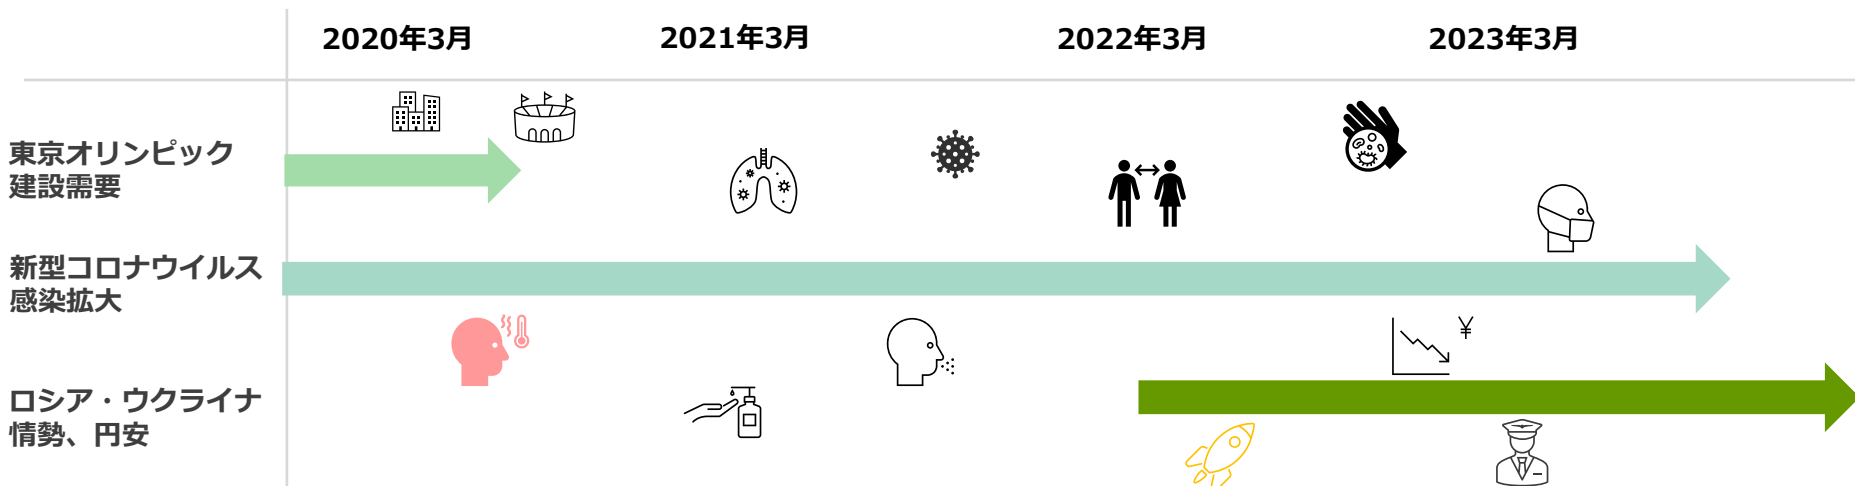 2020年3月
2021年3月
2022年3月
2023年3月
東京オリンピック
建設需要
新型コロナウイルス
感染拡大
¥
ロシア・ウクライナ
情勢、円安